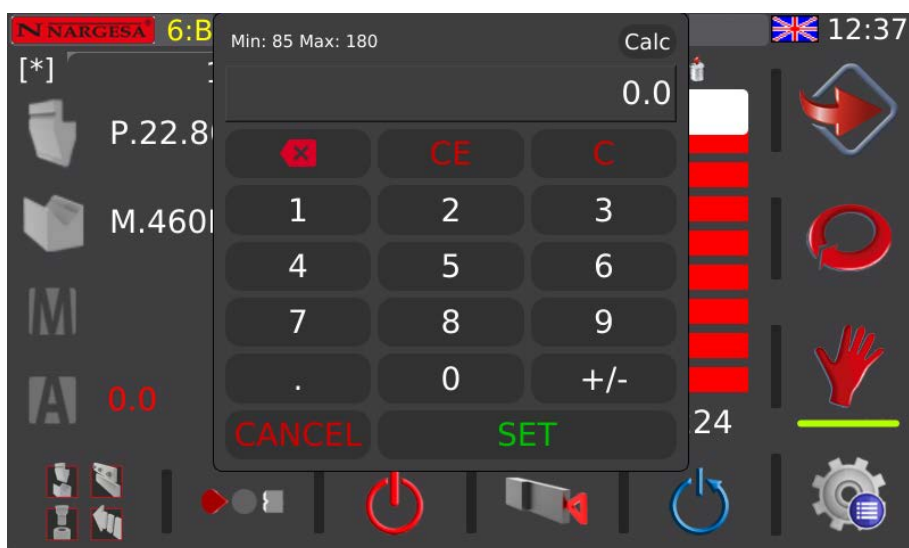 NARGESA 6:B
Min: 85 Max: 180 Calc
12:37
[*]
0.0
P.22.8
CE C
1 2 3
M.460
4 5 6
7 8 9
M
. 0 +/-
A 0.0
24
CANCEL SET